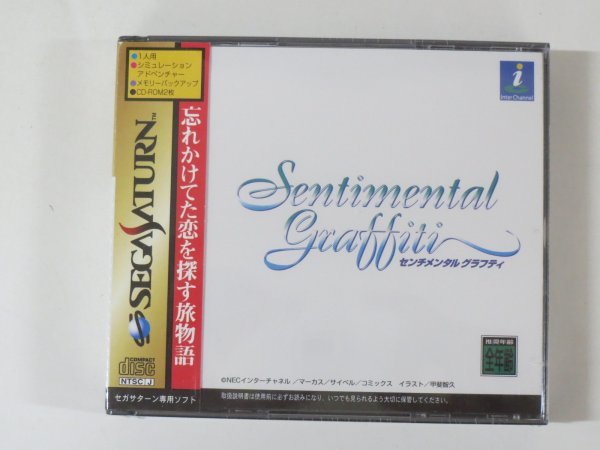 ●1人用
●シミュレーション
アドベンチャー
●メモリーバックアップ
●CD-ROM2枚
SEGA SATURN™
COMPACT
disc
NTSC J
セガサターン専用ソフト
忘れかけてた恋を探す旅物語
i
InterChannel
Sentimental
Graffiti
センチメンタル グラフティ
推奨年齢
全年齢
©NECインターチャネル/マーカス/サイベル/コミックス イラスト/甲斐智久
取扱説明書は使用前に必ずお読みになり、いつでも見られるよう大切に保管してください。